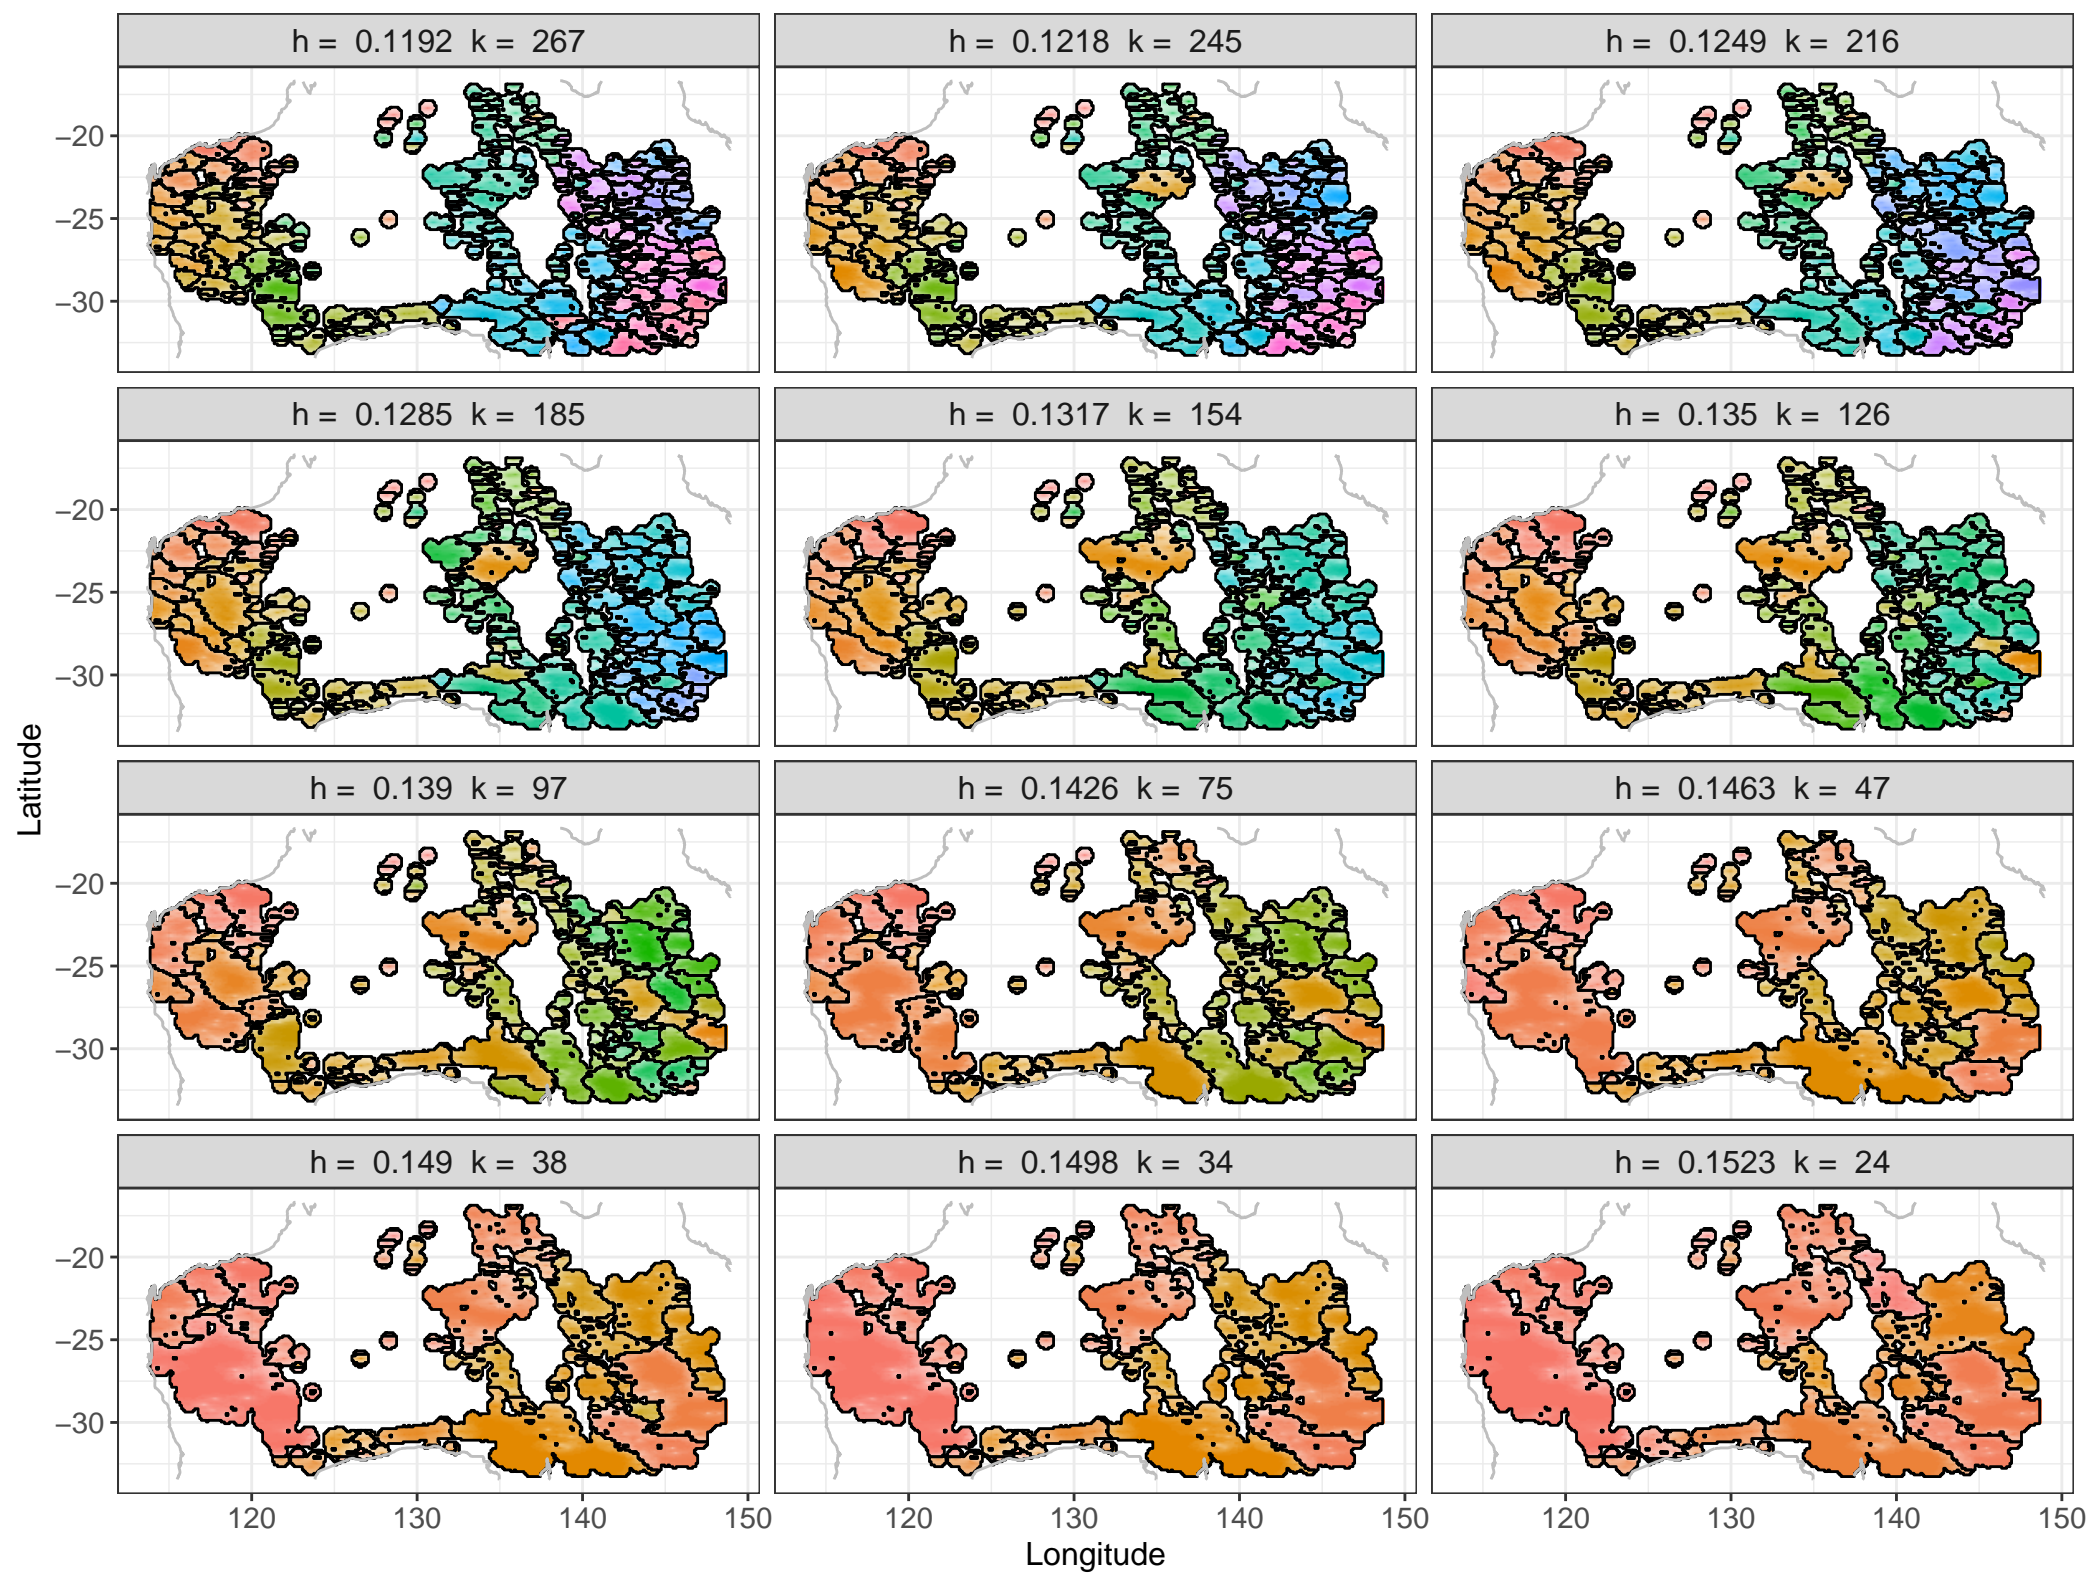 h = 0.1192 k = 267
h = 0.1218 k = 245
h = 0.1249 k = 216
−20
−25
−30
h = 0.1285 k = 185
h = 0.1317 k = 154
h = 0.135 k = 126
−20
−25
−30
Latitude
h = 0.139 k = 97
h = 0.1426 k = 75
h = 0.1463 k = 47
−20
−25
−30
h = 0.149 k = 38
h = 0.1498 k = 34
h = 0.1523 k = 24
−20
−25
−30
120 130 140 150
120 130 140 150
120 130 140 150
Longitude